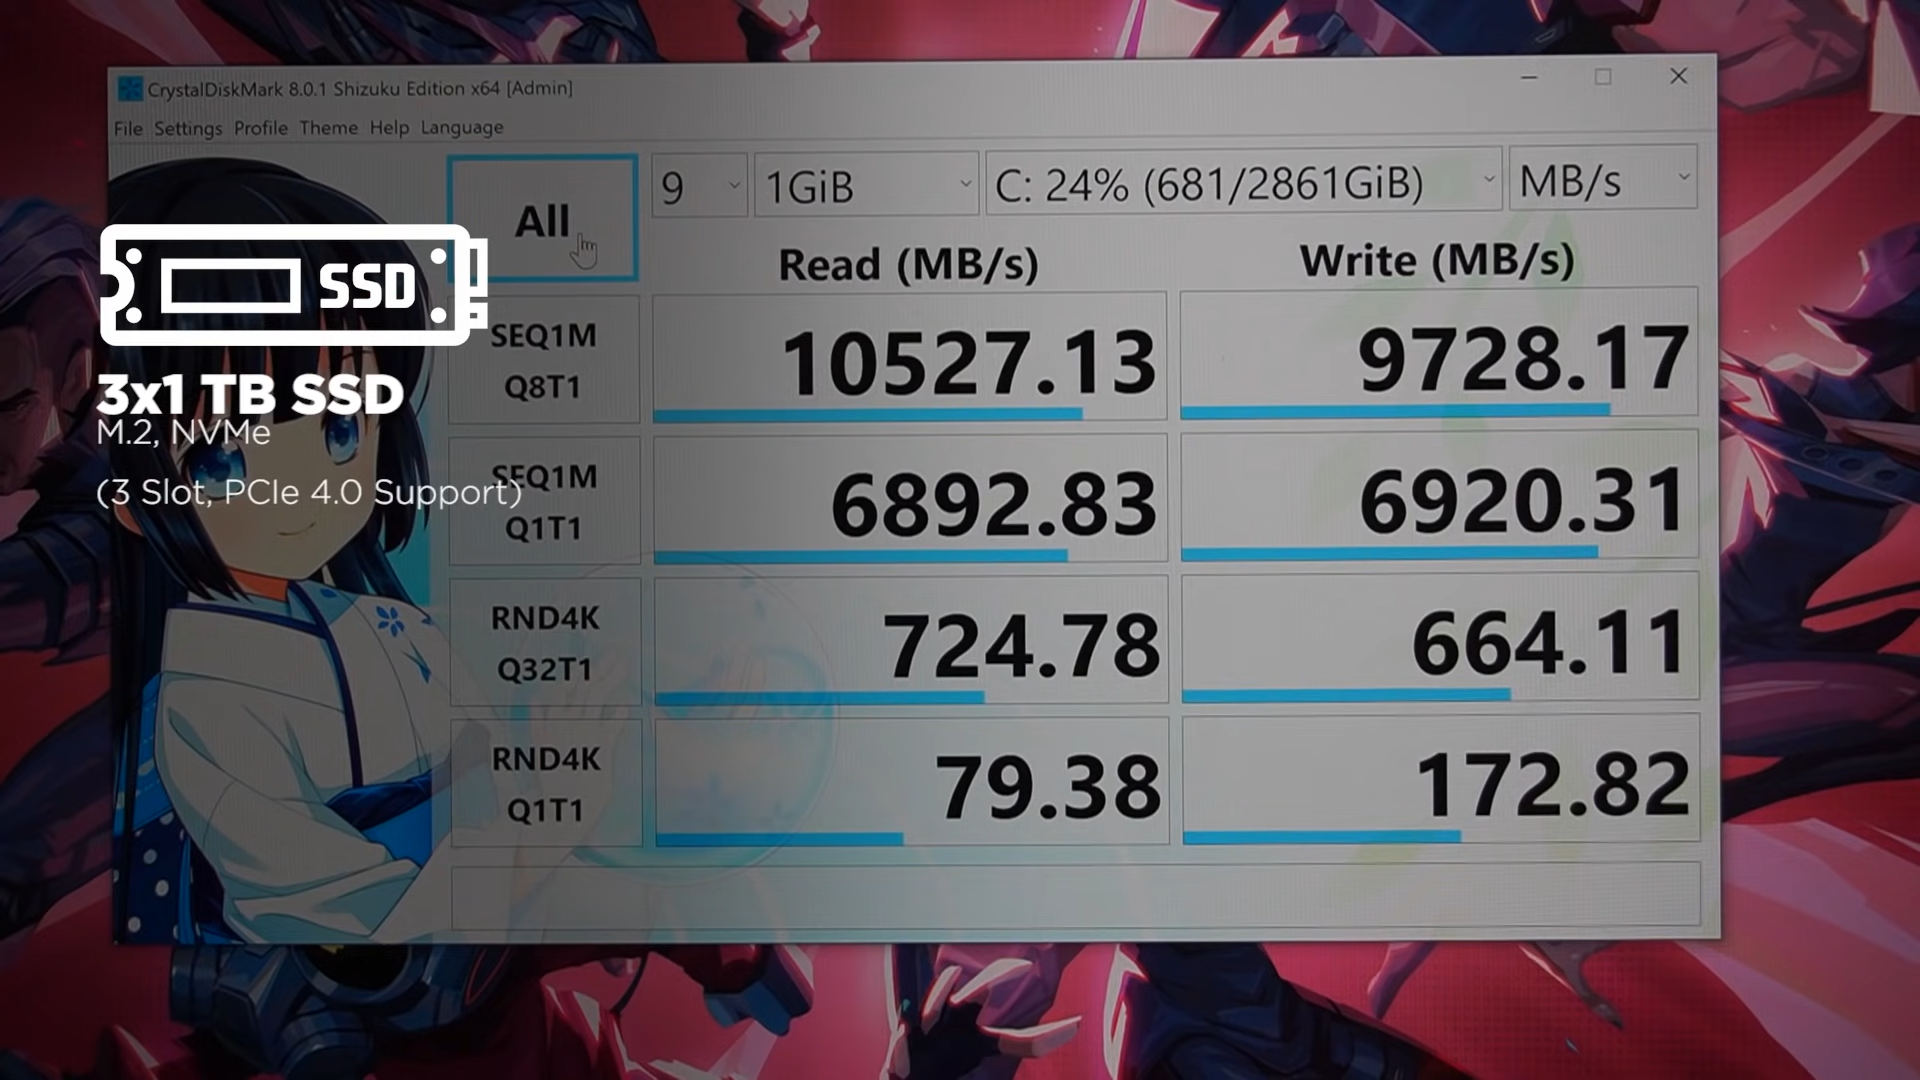 CrystalDiskMark 8.0.1 Shizuku Edition x64 [Admin]
File Settings Profile Theme Help Language
All
9
1GiB
C: 24% (681/2861GiB)
MB/s
Read (MB/s)
Write (MB/s)
SSD
3x1 TB SSD
M.2, NVMe
(3 Slot, PCIe 4.0 Support)
SEQ1M
Q8T1
10527.13
9728.17
SEQ1M
Q1T1
6892.83
6920.31
RND4K
Q32T1
724.78
664.11
RND4K
Q1T1
79.38
172.82